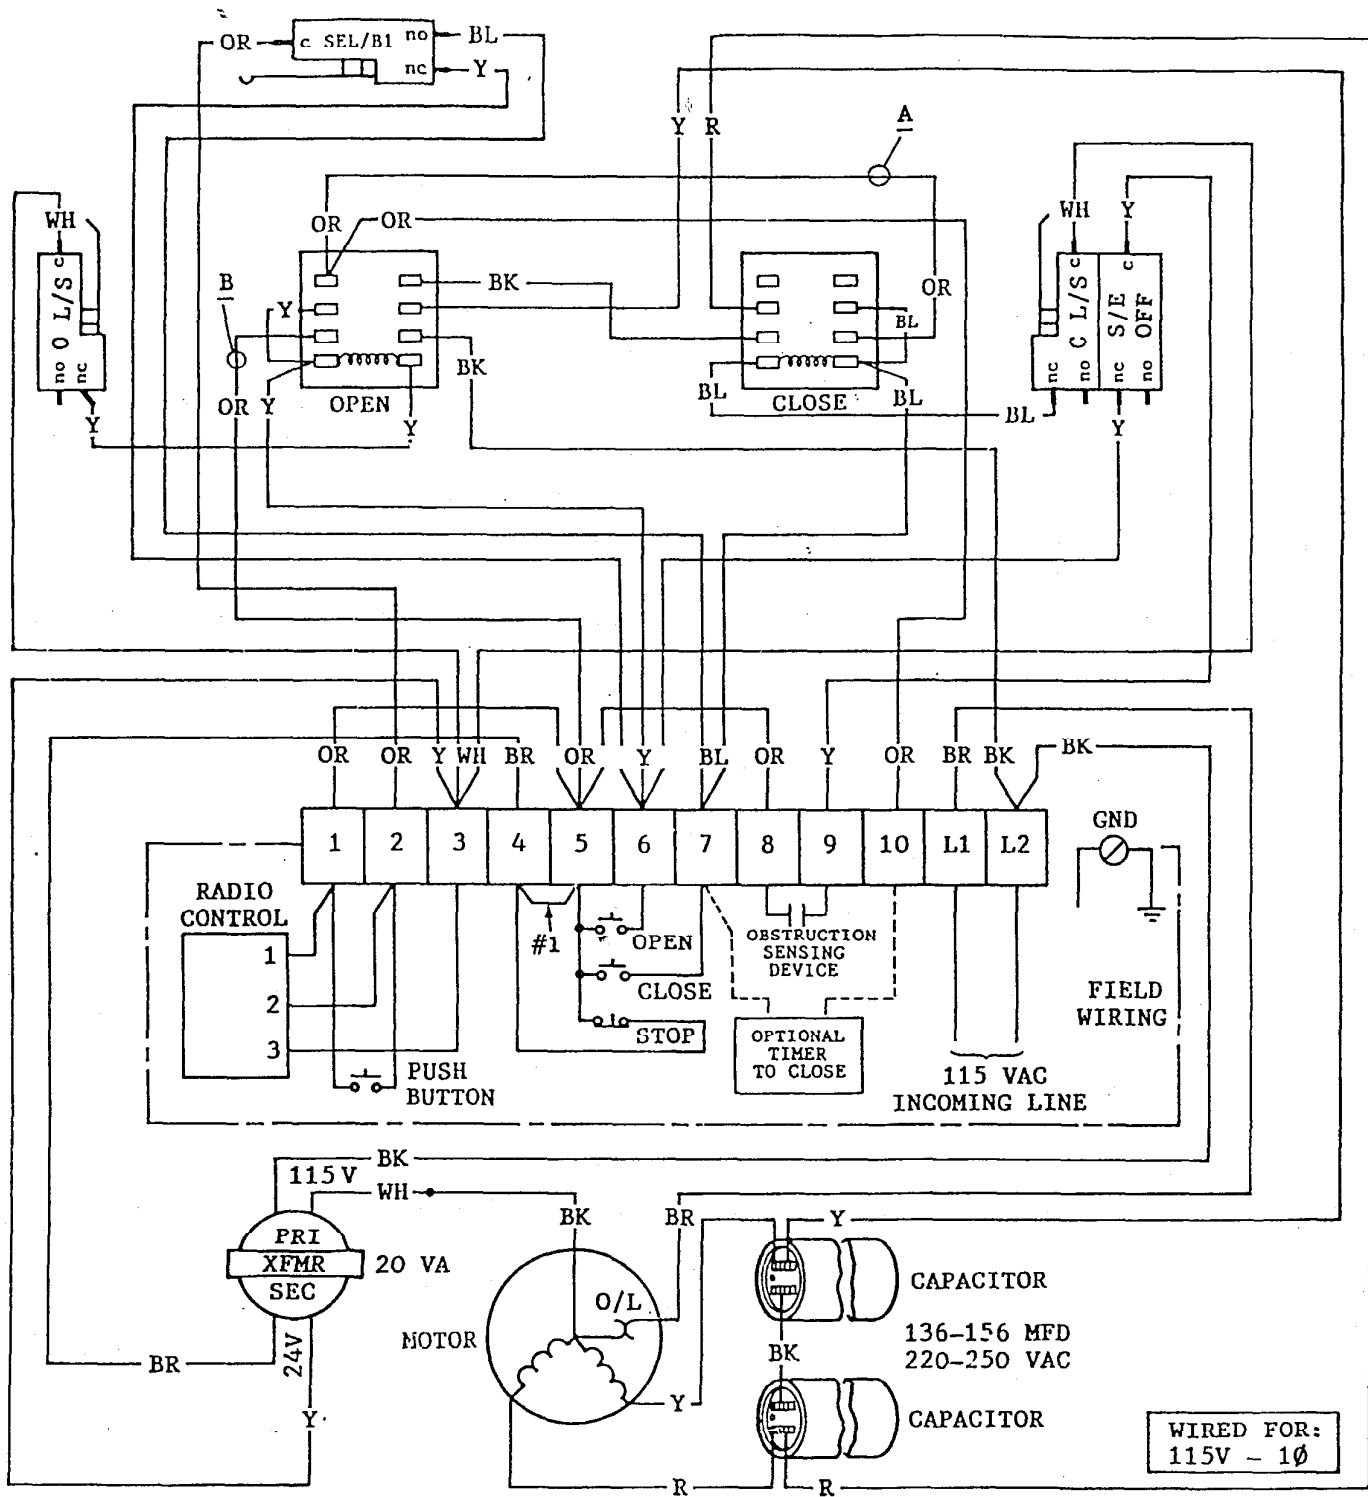 OR
c SEL/B1 no
BL
nc
Y
Y
R
A
WH
OR
OR
WH
Y
c
O L/S
no
nc
B
Y
BK
BL
OR
c
C L/S
nc
no
c
S/E
OFF
nc
no
OR
Y
OPEN
Y
BK
BL
CLOSE
BL
BL
Y
Y
OR
OR
Y
WH
BR
OR
Y
BL
OR
Y
OR
BR
BK
BK
1
2
3
4
5
6
7
8
9
10
L1
L2
GND
RADIO
CONTROL
1
2
3
#1
OPEN
CLOSE
STOP
OBSTRUCTION
SENSING
DEVICE
FIELD
WIRING
PUSH
BUTTON
OPTIONAL
TIMER
TO CLOSE
115 VAC
INCOMING LINE
115 V
BK
WH
BK
BR
Y
PRI
XFMR
SEC
20 VA
24V
BR
Y
MOTOR
O/L
Y
CAPACITOR
136-156 MFD
220-250 VAC
BK
CAPACITOR
R
R
WIRED FOR:
115V - 1Ø